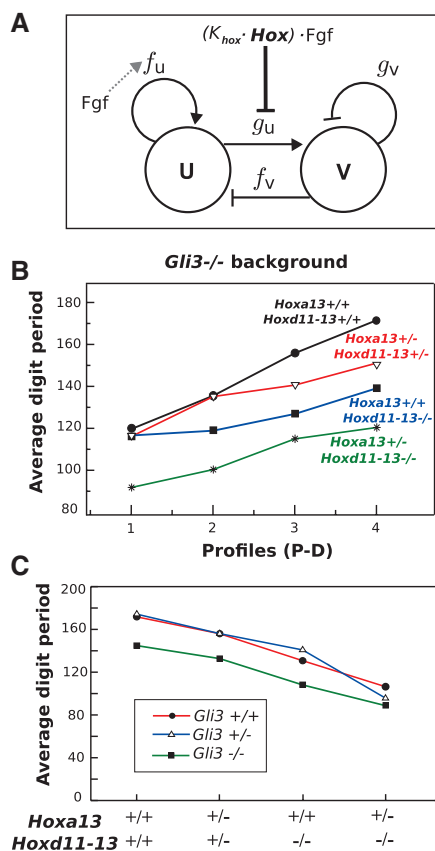 A
(K_hox · Hox) · Fgf
f_u
g_v
Fgf
g_u
U
V
f_v
B
Gli3-/- background
180
160
140
120
100
80
Average digit period
Hoxa13+/+
Hoxd11-13+/+
Hoxa13+/-
Hoxd11-13+/-
Hoxa13+/+
Hoxd11-13-/-
Hoxa13+/-
Hoxd11-13-/-
1 2 3 4
Profiles (P-D)
C
200
160
120
80
40
0
Average digit period
Gli3 +/+
Gli3 +/-
Gli3 -/-
Hoxa13 +/+ +/- +/+ +/-
Hoxd11-13 +/+ +/- -/- -/-